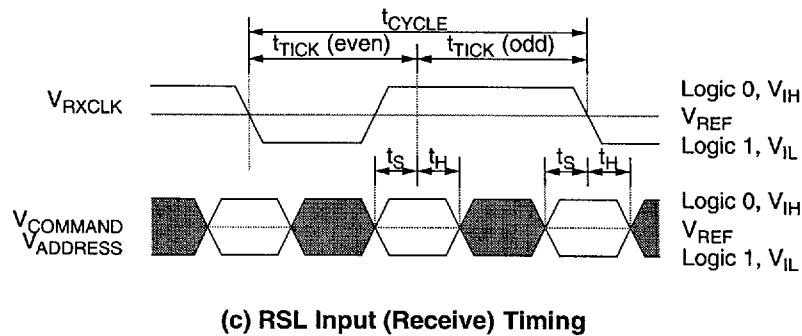 tCYCLE
tTICK (even) tTICK (odd)
VRXCLK
Logic 0, VIH
VREF
Logic 1, VIL
tS tH tS tH
VCOMMAND
VADDRESS
Logic 0, VIH
VREF
Logic 1, VIL
(c) RSL Input (Receive) Timing